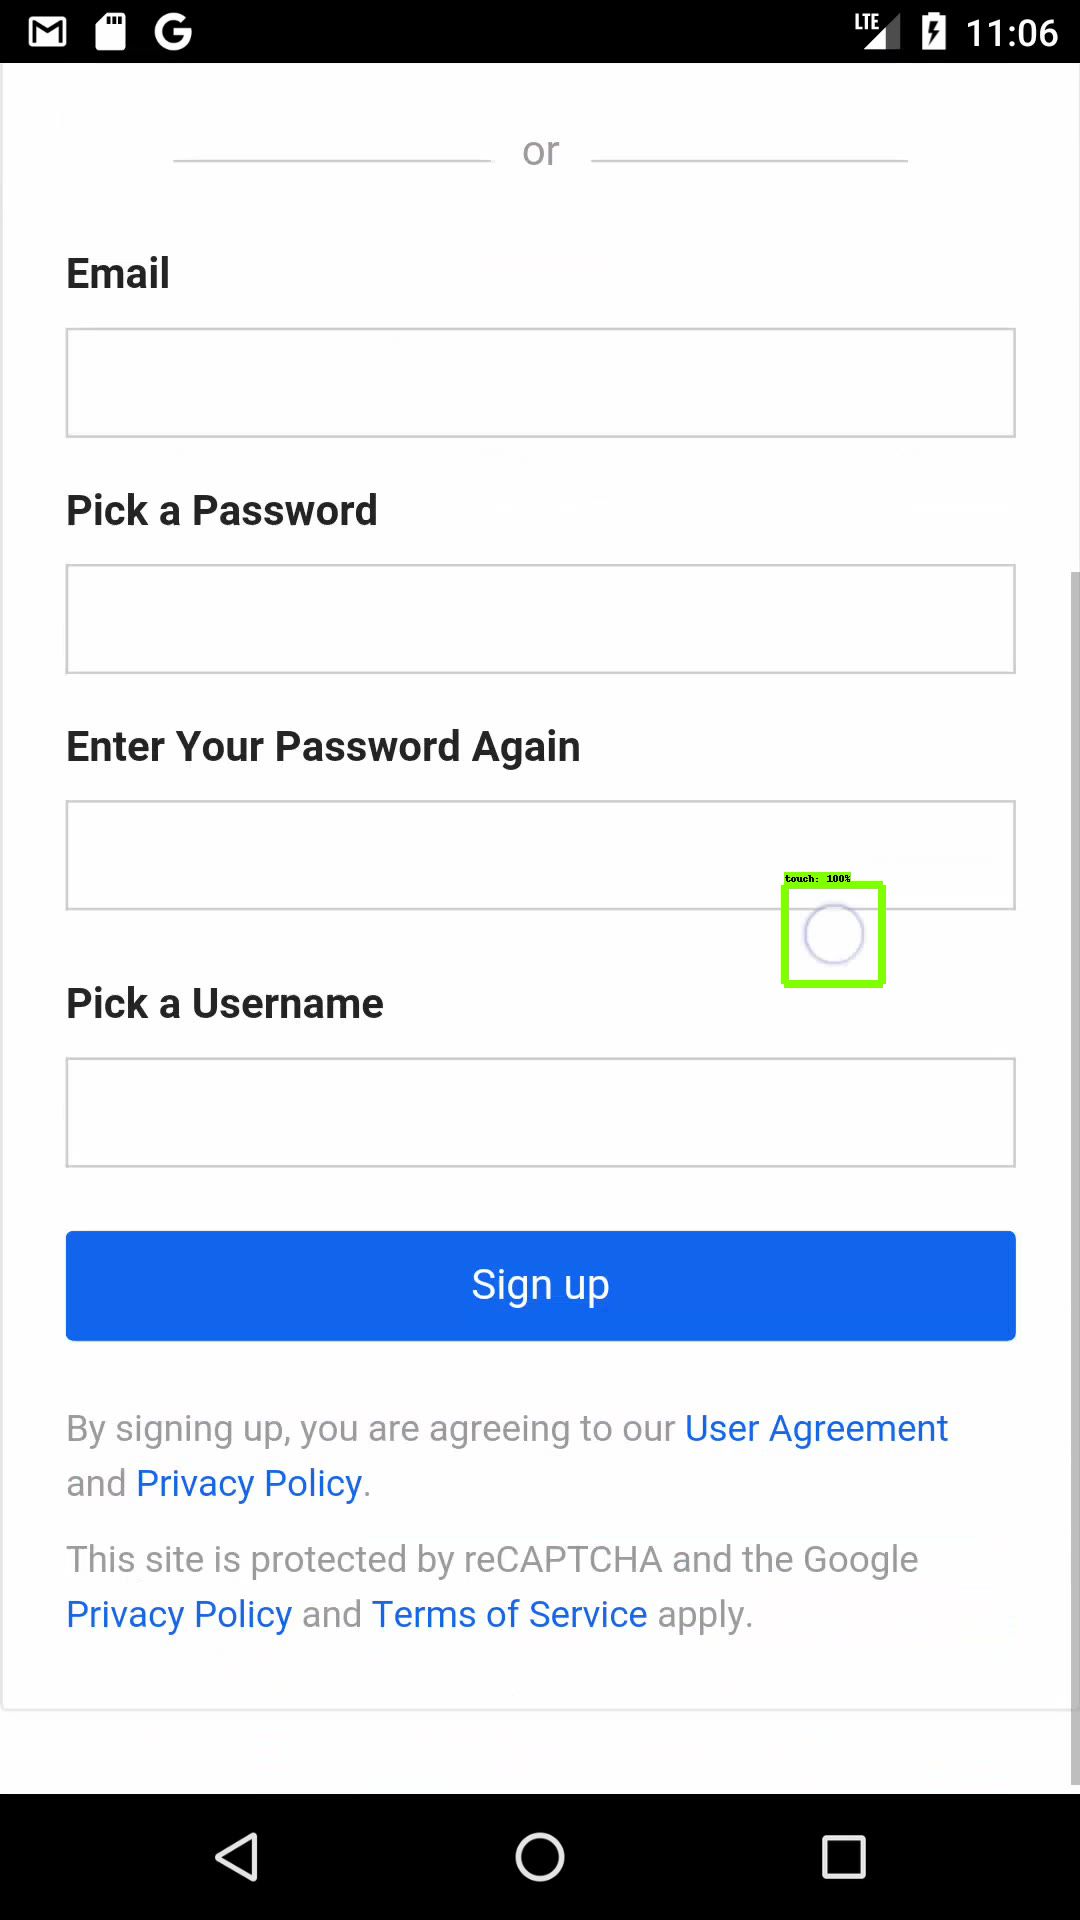 LTE 11:06
or
Email
Pick a Password
Enter Your Password Again
touch: 100%
Pick a Username
Sign up
By signing up, you are agreeing to our User Agreement
and Privacy Policy.
This site is protected by reCAPTCHA and the Google
Privacy Policy and Terms of Service apply.